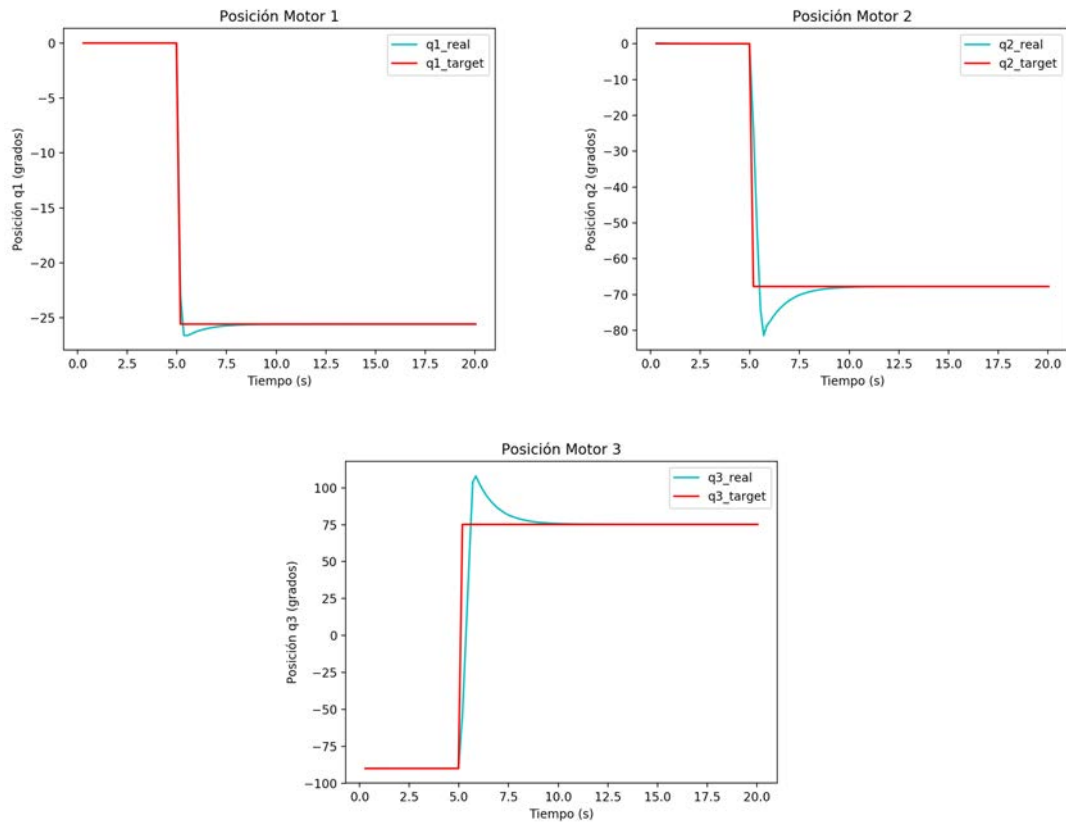 Posición Motor 1
q1_real
q1_target
0
−5
−10
−15
−20
−25
Posición q1 (grados)
0.0 2.5 5.0 7.5 10.0 12.5 15.0 17.5 20.0
Tiempo (s)
Posición Motor 2
q2_real
q2_target
0
−10
−20
−30
−40
−50
−60
−70
−80
Posición q2 (grados)
0.0 2.5 5.0 7.5 10.0 12.5 15.0 17.5 20.0
Tiempo (s)
Posición Motor 3
q3_real
q3_target
100
75
50
25
0
−25
−50
−75
−100
Posición q3 (grados)
0.0 2.5 5.0 7.5 10.0 12.5 15.0 17.5 20.0
Tiempo (s)